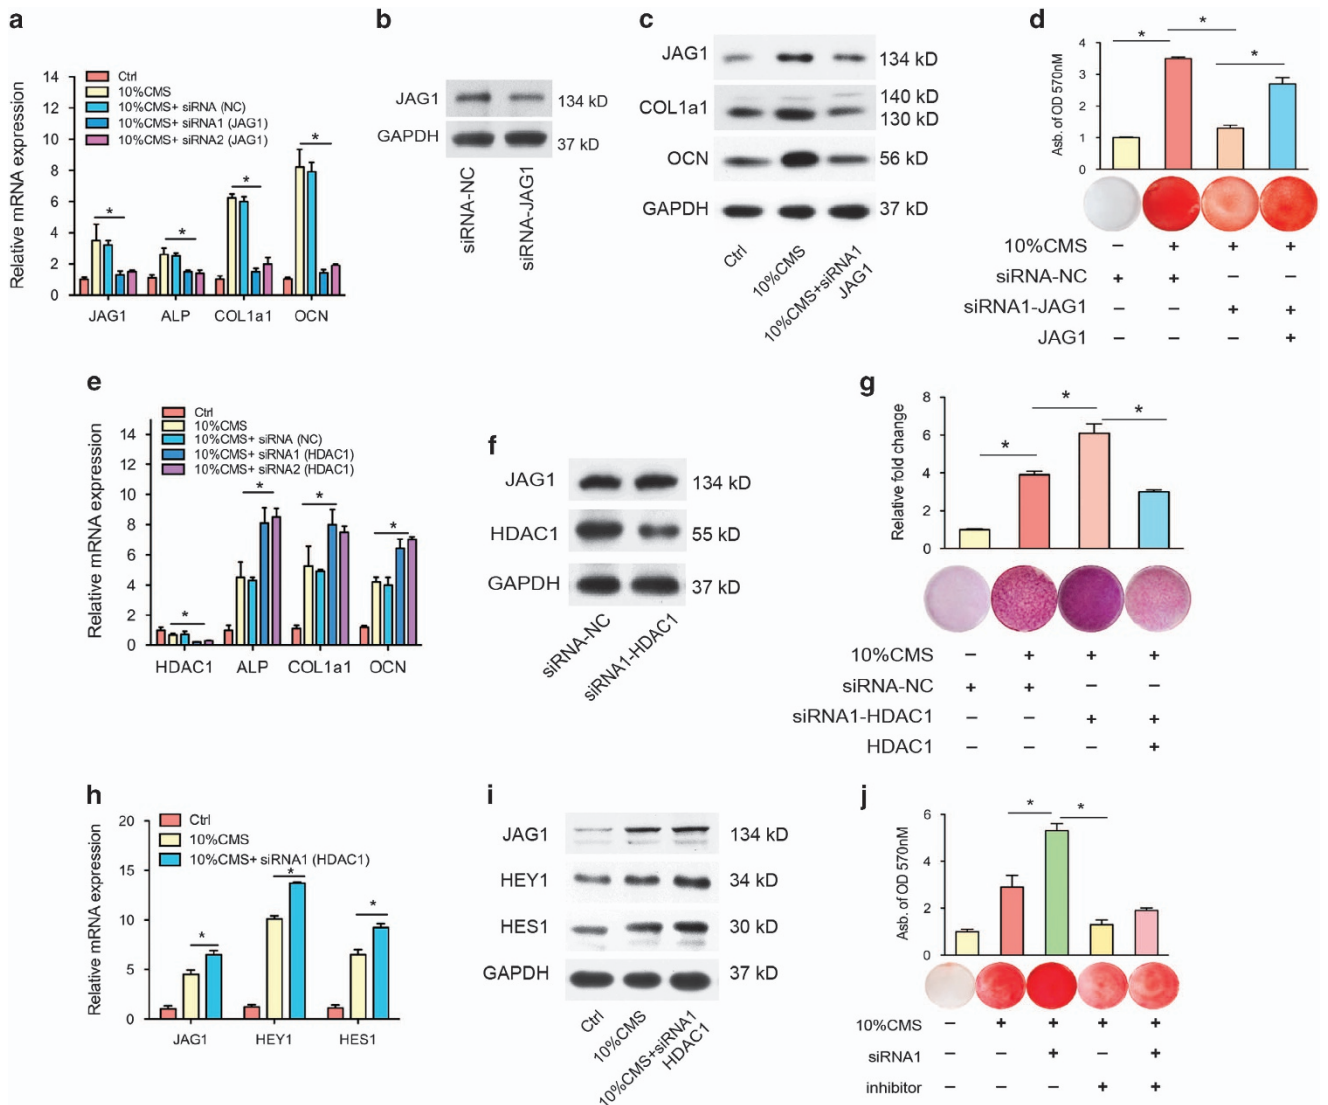 a
Relative mRNA expression
14
12
10
8
6
4
2
0
Ctrl
10%CMS
10%CMS+ siRNA (NC)
10%CMS+ siRNA1 (JAG1)
10%CMS+ siRNA2 (JAG1)
* * * *
JAG1 ALP COL1a1 OCN
b
JAG1 134 kD
GAPDH 37 kD
siRNA-NC
siRNA-JAG1
c
JAG1 134 kD
COL1a1 140 kD
130 kD
OCN 56 kD
GAPDH 37 kD
Ctrl
10%CMS
10%CMS+siRNA1
JAG1
d
Asb. of OD 570nM
4
3
2
1
0
* * *
10%CMS – + + +
siRNA-NC + + – –
siRNA1-JAG1 – – + +
JAG1 – – – +
e
Relative mRNA expression
14
12
10
8
6
4
2
0
Ctrl
10%CMS
10%CMS+ siRNA (NC)
10%CMS+ siRNA1 (HDAC1)
10%CMS+ siRNA2 (HDAC1)
* * * *
HDAC1 ALP COL1a1 OCN
f
JAG1 134 kD
HDAC1 55 kD
GAPDH 37 kD
siRNA-NC
siRNA1-HDAC1
g
Relative fold change
8
6
4
2
0
* * *
10%CMS – + + +
siRNA-NC + + – –
siRNA1-HDAC1 – – + +
HDAC1 – – – +
h
Relative mRNA expression
20
15
10
5
0
Ctrl
10%CMS
10%CMS+ siRNA1 (HDAC1)
* * *
JAG1 HEY1 HES1
i
JAG1 134 kD
HEY1 34 kD
HES1 30 kD
GAPDH 37 kD
Ctrl
10%CMS
10%CMS+siRNA1
HDAC1
j
Asb. of OD 570nM
6
4
2
0
* *
10%CMS – + + + +
siRNA1 – – + – +
inhibitor – – – + +